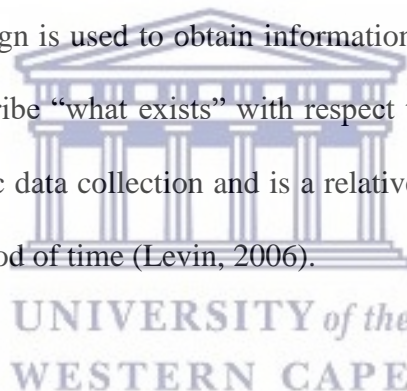 gn is used to obtain information
ribe “what exists” with respect
c data collection and is a relative
od of time (Levin, 2006).
UNIVERSITY of the
WESTERN CAPE